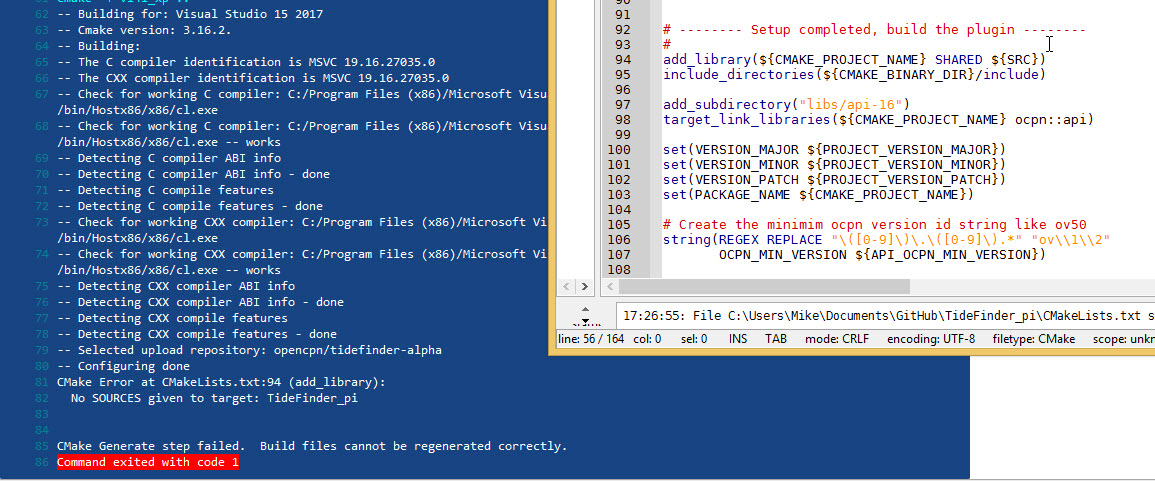 61 CMake
62 -- Building for: Visual Studio 15 2017
63 -- Cmake version: 3.16.2.
64 -- Building:
65 -- The C compiler identification is MSVC 19.16.27035.0
66 -- The CXX compiler identification is MSVC 19.16.27035.0
67 -- Check for working C compiler: C:/Program Files (x86)/Microsoft Visu
/bin/Hostx86/x86/cl.exe
68 -- Check for working C compiler: C:/Program Files (x86)/Microsoft Visu
/bin/Hostx86/x86/cl.exe -- works
69 -- Detecting C compiler ABI info
70 -- Detecting C compiler ABI info - done
71 -- Detecting C compile features
72 -- Detecting C compile features - done
73 -- Check for working CXX compiler: C:/Program Files (x86)/Microsoft Vi
/bin/Hostx86/x86/cl.exe
74 -- Check for working CXX compiler: C:/Program Files (x86)/Microsoft Vi
/bin/Hostx86/x86/cl.exe -- works
75 -- Detecting CXX compiler ABI info
76 -- Detecting CXX compiler ABI info - done
77 -- Detecting CXX compile features
78 -- Detecting CXX compile features - done
79 -- Selected upload repository: opencpn/tidefinder-alpha
80 -- Configuring done
81 CMake Error at CMakeLists.txt:94 (add_library):
82 No SOURCES given to target: TideFinder_pi
83
84
85 CMake Generate step failed.  Build files cannot be regenerated correctly.
86 Command exited with code 1
90
91
92 # -------- Setup completed, build the plugin --------
93 #
94 add_library(${CMAKE_PROJECT_NAME} SHARED ${SRC})
95 include_directories(${CMAKE_BINARY_DIR}/include)
96
97 add_subdirectory("libs/api-16")
98 target_link_libraries(${CMAKE_PROJECT_NAME} ocpn::api)
99
100 set(VERSION_MAJOR ${PROJECT_VERSION_MAJOR})
101 set(VERSION_MINOR ${PROJECT_VERSION_MINOR})
102 set(VERSION_PATCH ${PROJECT_VERSION_PATCH})
103 set(PACKAGE_NAME ${CMAKE_PROJECT_NAME})
104
105 # Create the minimim ocpn version id string like ov50
106 string(REGEX REPLACE "\([0-9]\)\.\([0-9]\).*" "ov\\1\\2"
107 OCPN_MIN_VERSION ${API_OCPN_MIN_VERSION})
108
17:26:55: File C:\Users\Mike\Documents\GitHub\TideFinder_pi\CMakeLists.txt s
line: 56 / 164 col: 0 sel: 0 INS TAB mode: CRLF encoding: UTF-8 filetype: CMake scope: unkn